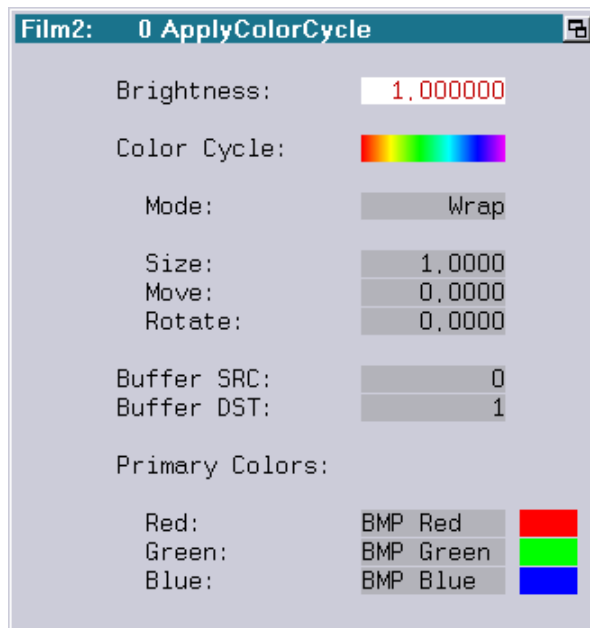 Film2: 0 ApplyColorCycle
Brightness: 1,000000
Color Cycle:
Mode: Wrap
Size: 1,0000
Move: 0,0000
Rotate: 0,0000
Buffer SRC: 0
Buffer DST: 1
Primary Colors:
Red: BMP Red
Green: BMP Green
Blue: BMP Blue